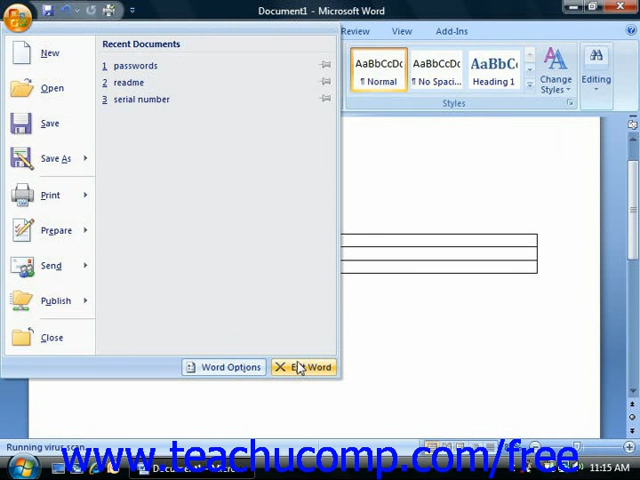 Document1 - Microsoft Word
Review View Add-Ins
New
Open
Save
Save As
Print
Prepare
Send
Publish
Close
Recent Documents
1 passwords
2 readme
3 serial number
AaBbCcDc AaBbCcDc AaBbCc
¶ Normal ¶ No Spaci... Heading 1
Change Styles
Editing
Styles
Word Options
Word
Running virus scan
www.teachucomp.com/free
11:15 AM